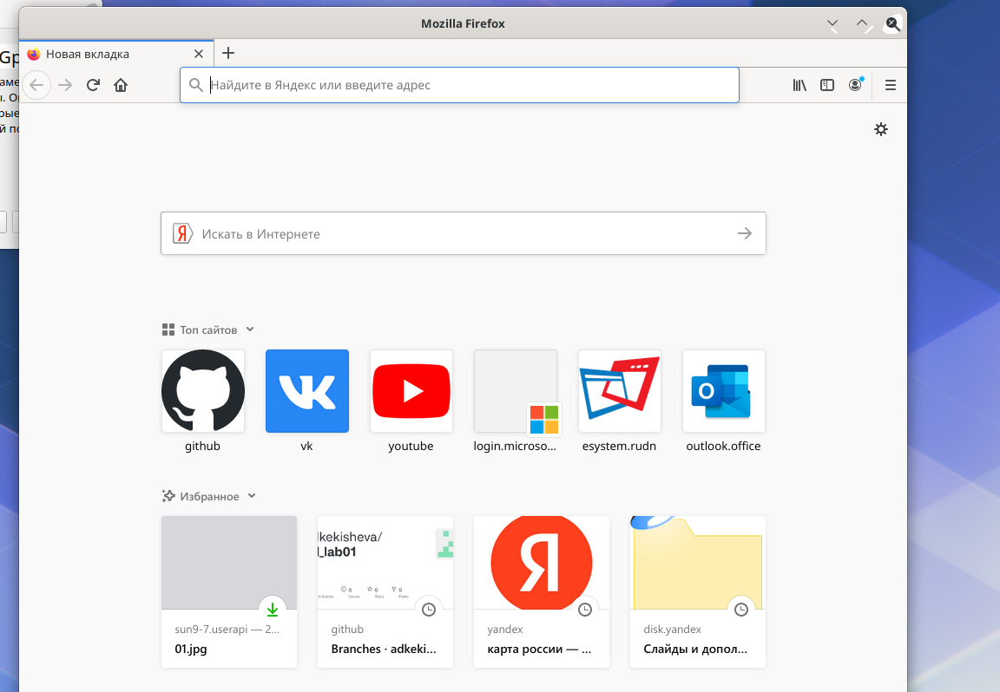 Mozilla Firefox
Новая вкладка
Найдите в Яндекс или введите адрес
Я Искать в Интернете
Топ сайтов
github
vk
youtube
login.microso...
esystem.rudn
outlook.office
Избранное
kekisheva/
_lab01
Я
sun9-7.userapi — 2...
01.jpg
github
Branches · adkeki...
yandex
карта россии — ...
disk.yandex
Слайды и допол...